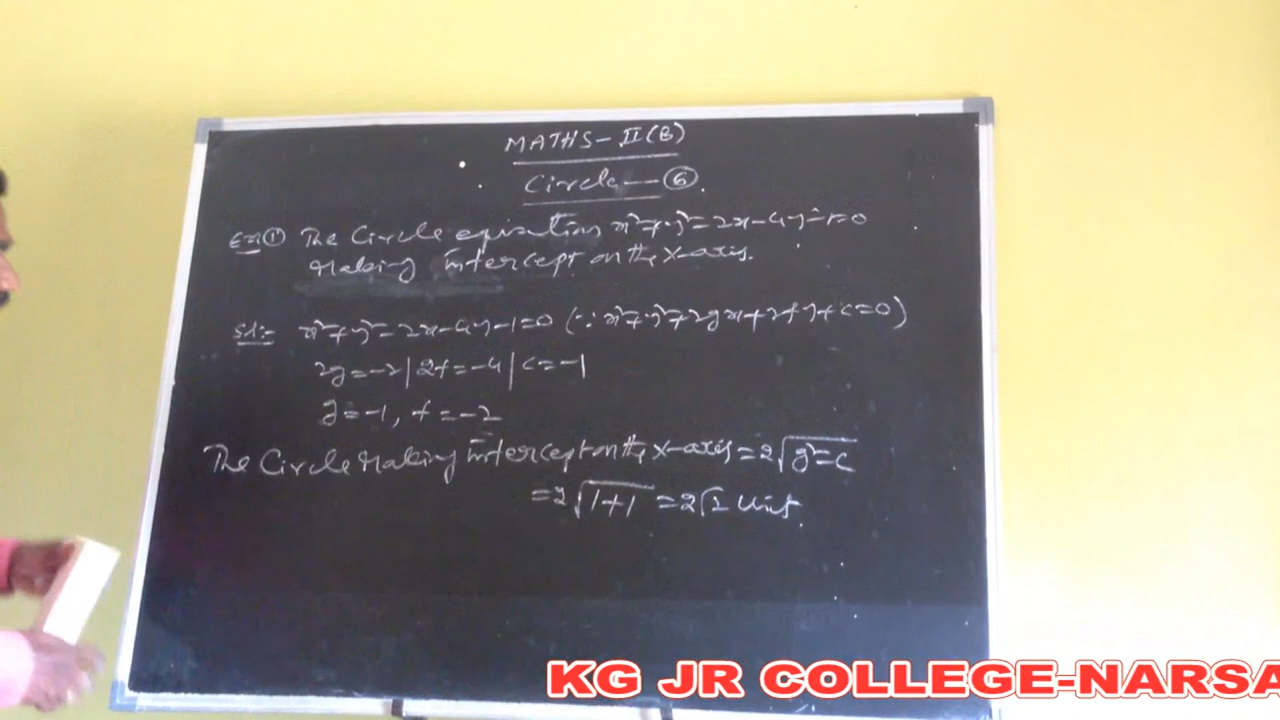 MATHS-II(B)
Circle — 6
Ex① The Circle equation x²+y²-2x-4y-1=0
Making intercept on the X-axis.
Sol:- x²+y²-2x-4y-1=0 (∵ x²+y²+2gx+2fy+c=0)
2g=-2 | 2f=-4 | c=-1
g=-1, f=-2
The Circle Making intercept on the X-axis = 2√g²-c
=2√1+1 = 2√2 Units.
KG JR COLLEGE-NARSA